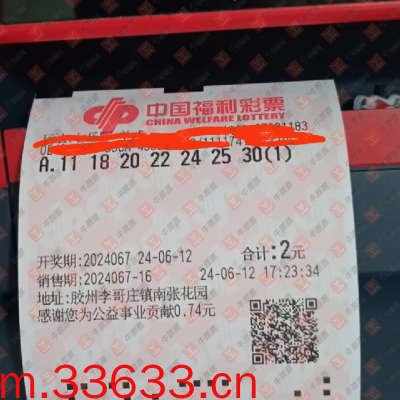 中国福利彩票
CHINA WELFARE LOTTERY
A.11 18 20 22 24 25 30(1)
开奖期:2024067 24-06-12 合计:2元
销售期:2024067-16 24-06-12 17:23:34
地址:胶州李哥庄镇南张花园
感谢您为公益事业贡献0.74元
m.33633.cn